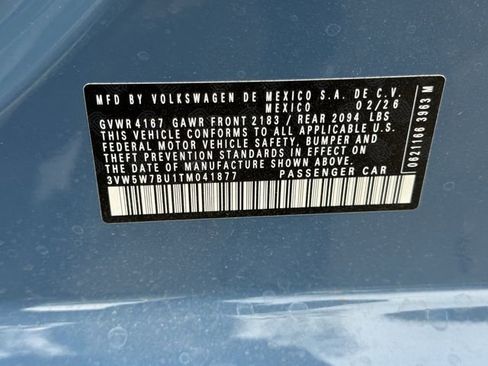 MFD BY VOLKSWAGEN DE MEXICO S.A. DE C.V.
MEXICO 02/26
GVWR 4167 GAWR FRONT 2183 / REAR 2094 LBS
THIS VEHICLE CONFORMS TO ALL APPLICABLE U.S.
FEDERAL MOTOR VEHICLE SAFETY, BUMPER AND
THEFT PREVENTION STANDARDS IN EFFECT ON
THE DATE OF MANUFACTURE SHOWN ABOVE.
3VW5W7BU1TM041877 PASSENGER CAR
0621166 3963 M